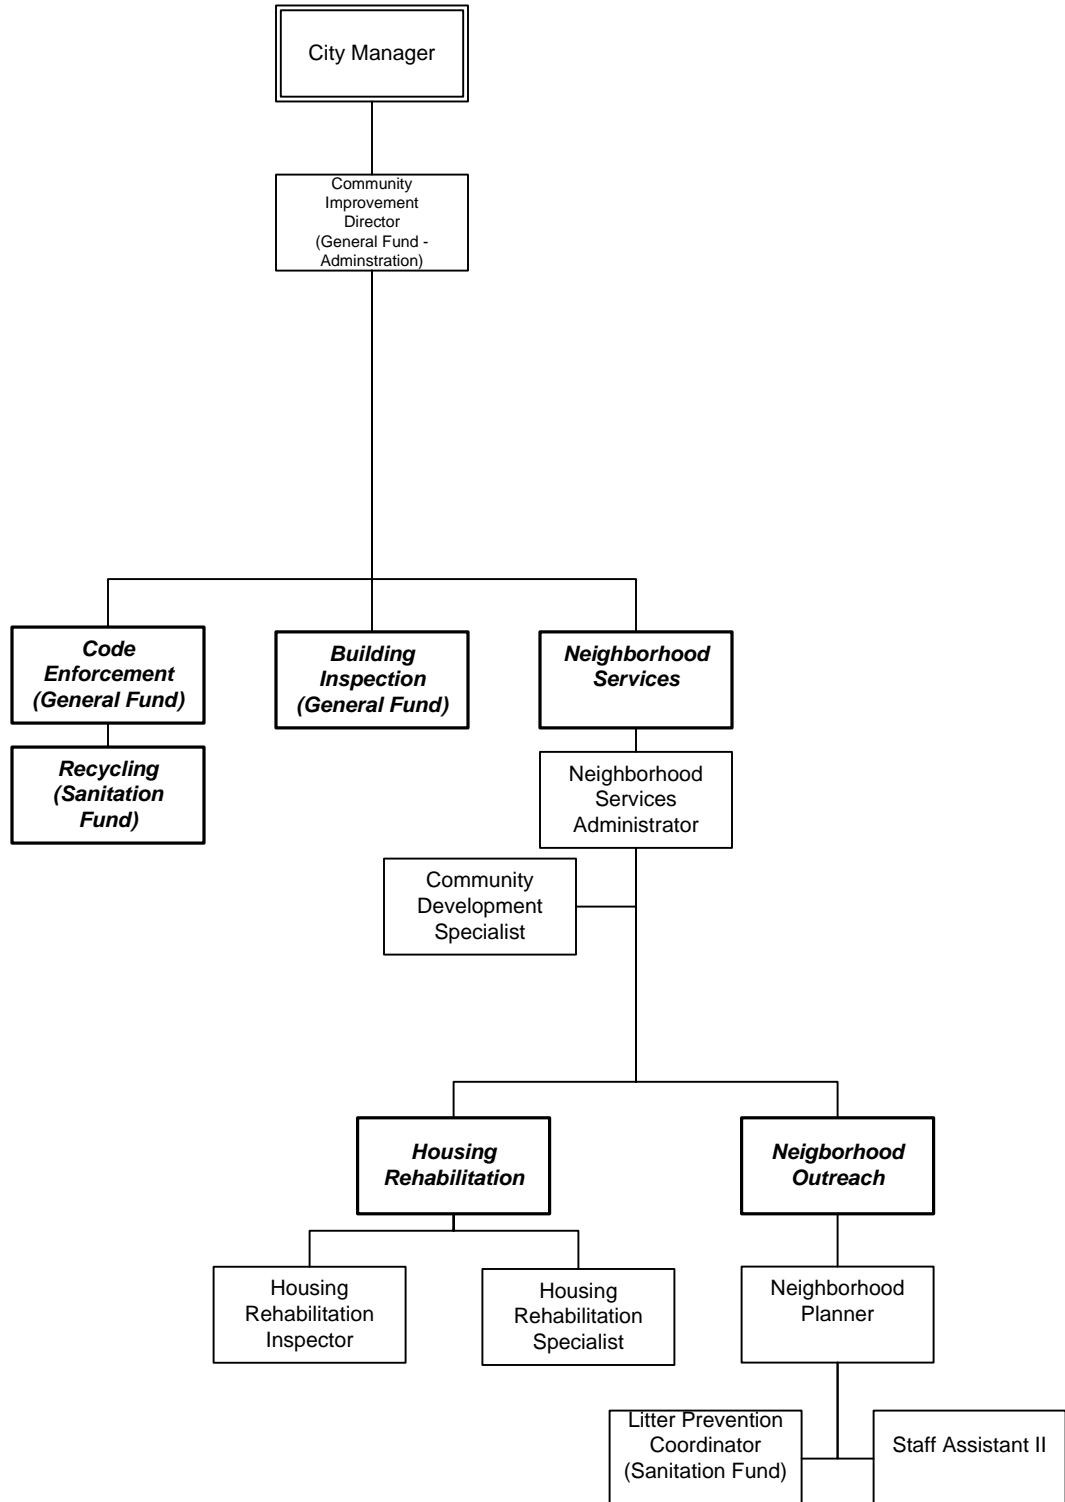 City Manager
Community
Improvement
Director
(General Fund -
Adminstration)
Code
Enforcement
(General Fund)
Building
Inspection
(General Fund)
Neighborhood
Services
Recycling
(Sanitation
Fund)
Neighborhood
Services
Administrator
Community
Development
Specialist
Housing
Rehabilitation
Neigborhood
Outreach
Housing
Rehabilitation
Inspector
Housing
Rehabilitation
Specialist
Neighborhood
Planner
Litter Prevention
Coordinator
(Sanitation Fund)
Staff Assistant II